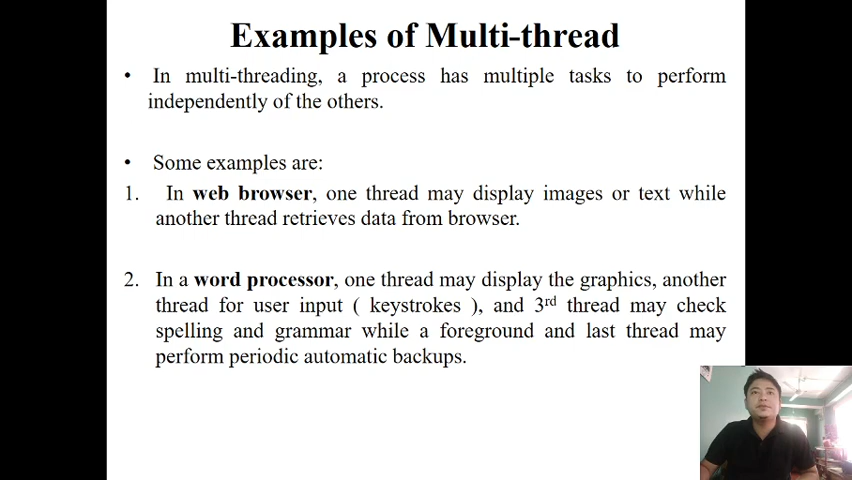 Examples of Multi-thread
• In multi-threading, a process has multiple tasks to perform
independently of the others.
• Some examples are:
1. In web browser, one thread may display images or text while
another thread retrieves data from browser.
2. In a word processor, one thread may display the graphics, another
thread for user input ( keystrokes ), and 3rd thread may check
spelling and grammar while a foreground and last thread may
perform periodic automatic backups.